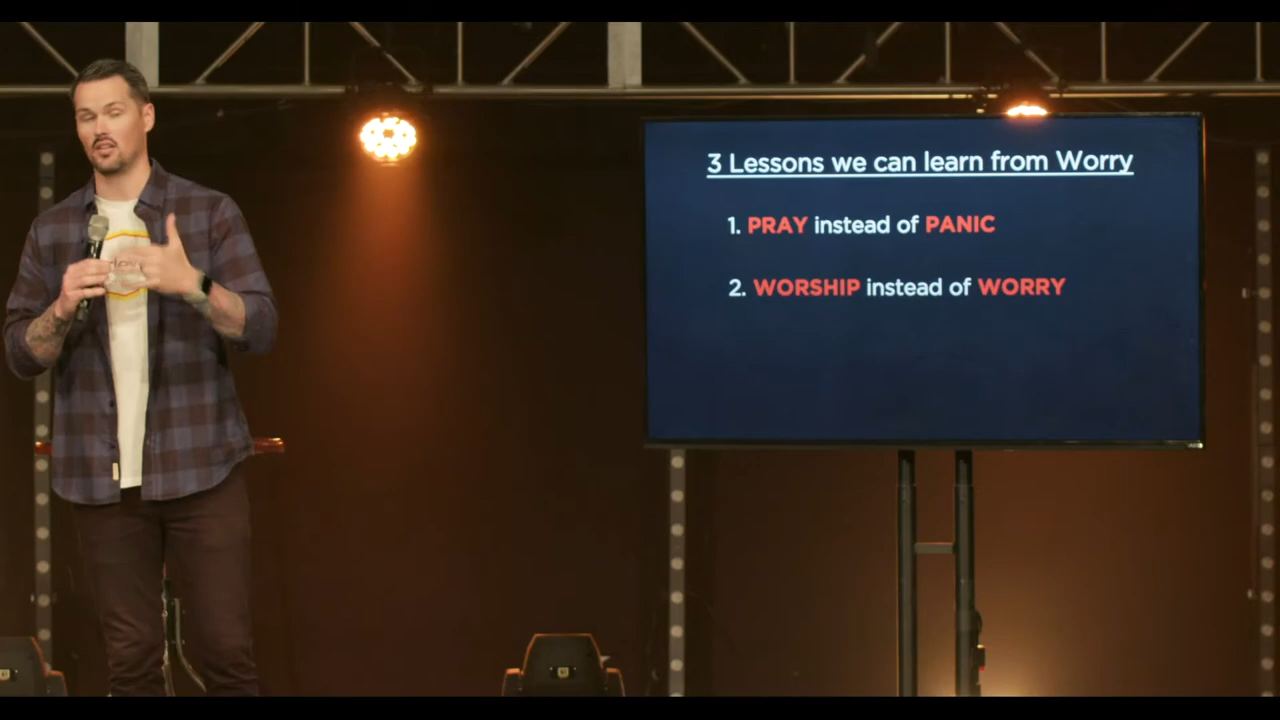 3 Lessons we can learn from Worry
1. PRAY instead of PANIC
2. WORSHIP instead of WORRY